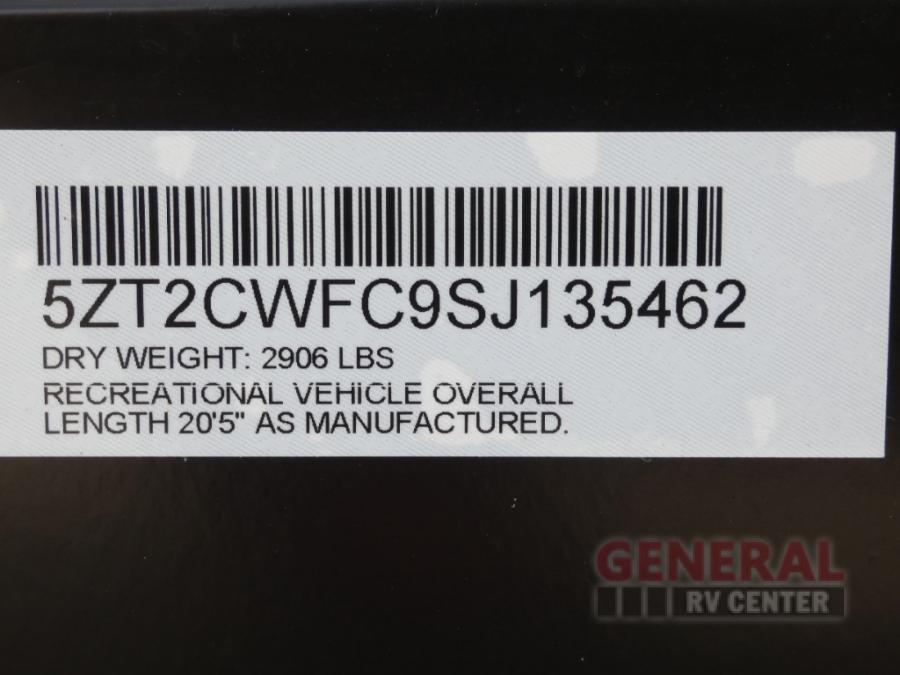 5ZT2CWFC9SJ135462
DRY WEIGHT: 2906 LBS
RECREATIONAL VEHICLE OVERALL
LENGTH 20'5" AS MANUFACTURED.
GENERAL
RV CENTER